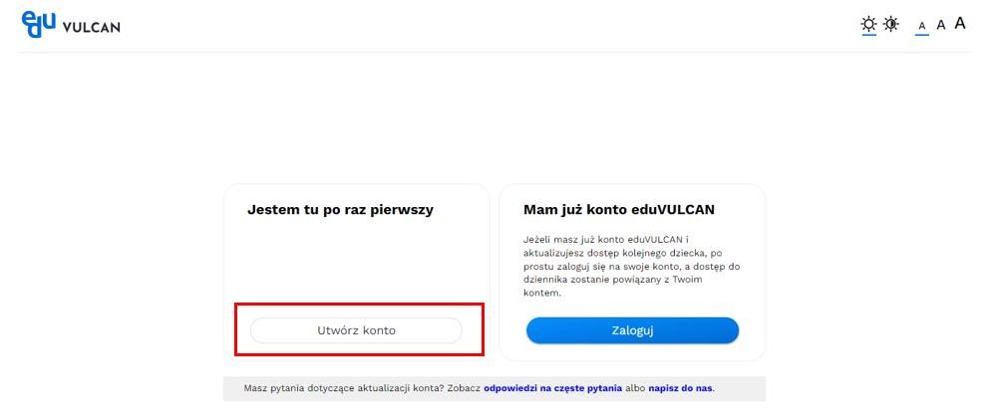 edu VULCAN
A A A
Jestem tu po raz pierwszy
Utwórz konto
Mam już konto eduVULCAN
Jeżeli masz już konto eduVULCAN i
aktualizujesz dostęp kolejnego dziecka, po
prostu zaloguj się na swoje konto, a dostęp do
dziennika zostanie powiązany z Twoim
kontem.
Zaloguj
Masz pytania dotyczące aktualizacji konta? Zobacz odpowiedzi na częste pytania albo napisz do nas.